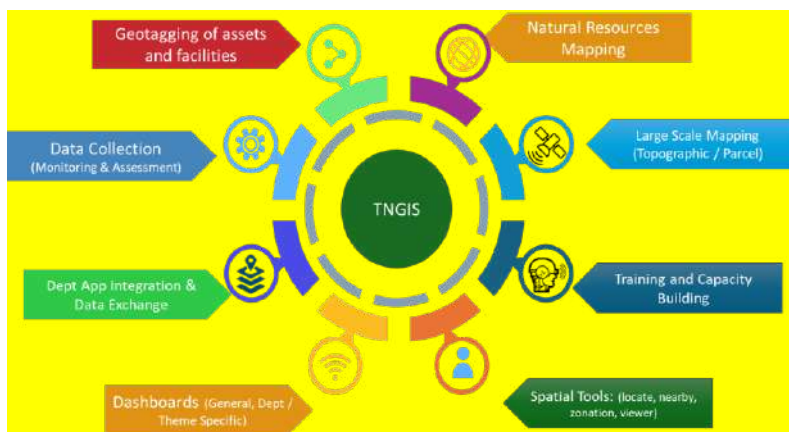 Geotagging of assets
and facilities
Natural Resources
Mapping
Data Collection
(Monitoring & Assessment)
Large Scale Mapping
(Topographic / Parcel)
TNGIS
Dept App Integration &
Data Exchange
Training and Capacity
Building
Dashboards (General, Dept /
Theme Specific)
Spatial Tools: (locate, nearby,
zonation, viewer)